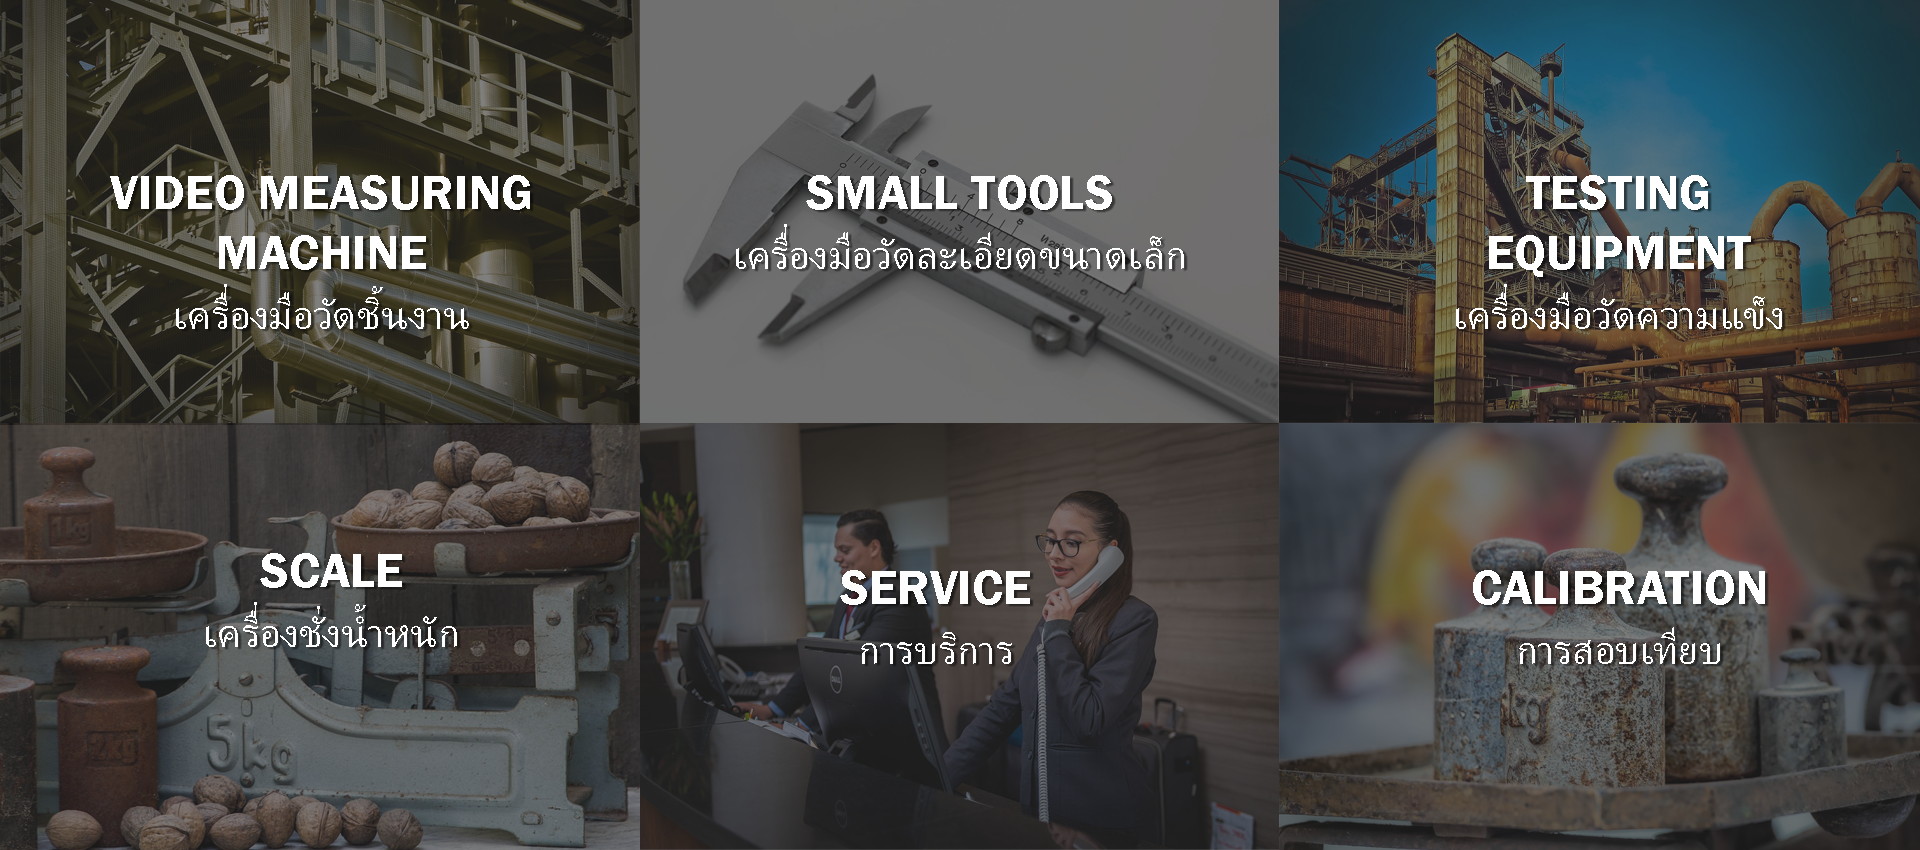 VIDEO MEASURING
MACHINE
เครื่องมือวัดชิ้นงาน
SMALL TOOLS
เครื่องมือวัดละเอียดขนาดเล็ก
TESTING
EQUIPMENT
เครื่องมือวัดความแข็ง
SCALE
เครื่องชั่งน้ำหนัก
5kg
2kg
SERVICE
การบริการ
DELL
CALIBRATION
การสอบเทียบ
kg